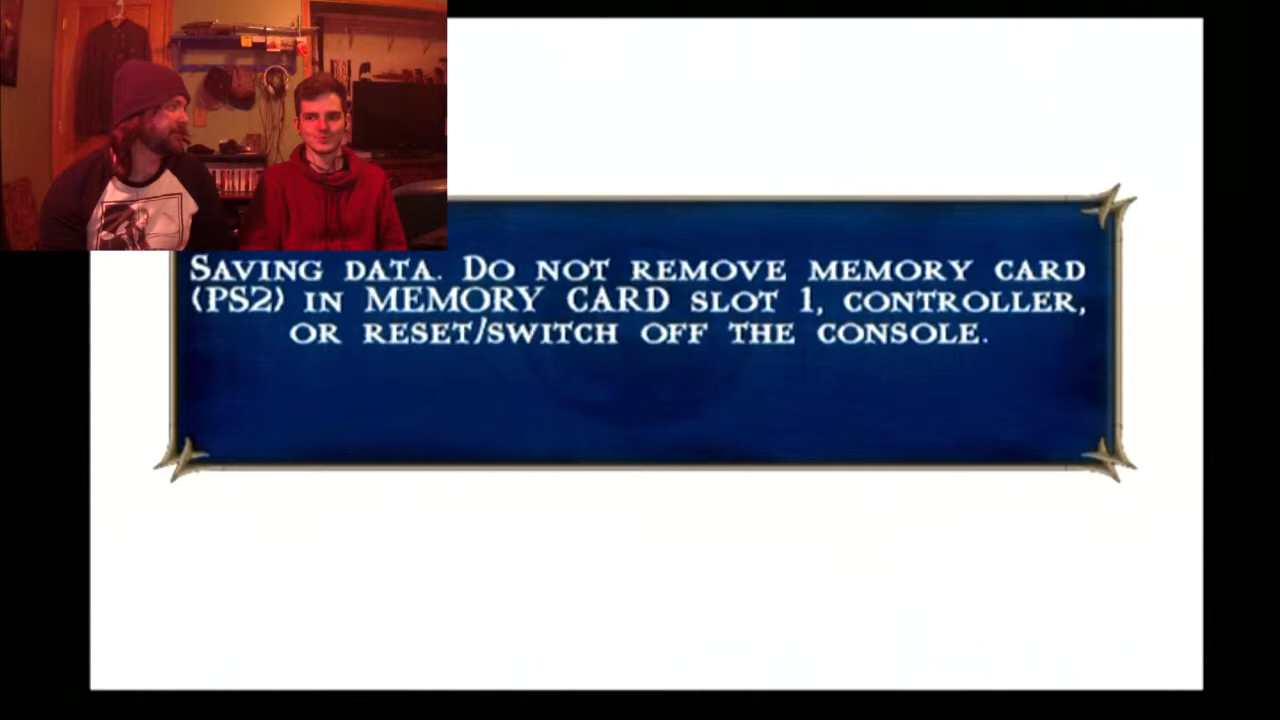 Saving data. Do not remove memory card
(PS2) in MEMORY CARD slot 1, controller,
or reset/switch off the console.